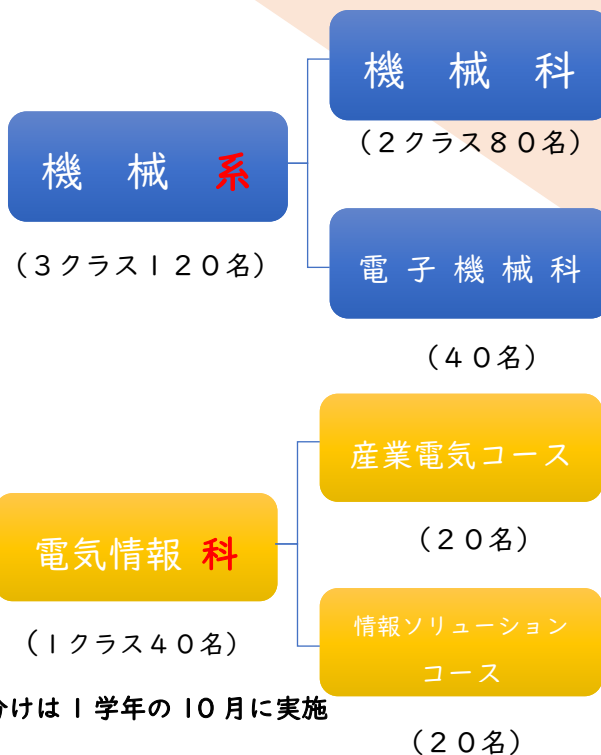 機械科
（２クラス８０名）
機械系
（３クラス１２０名）
電子機械科
（４０名）
産業電気コース
（２０名）
電気情報科
（１クラス４０名）
情報ソリューション
コース
（２０名）
分けは１学年の１０月に実施